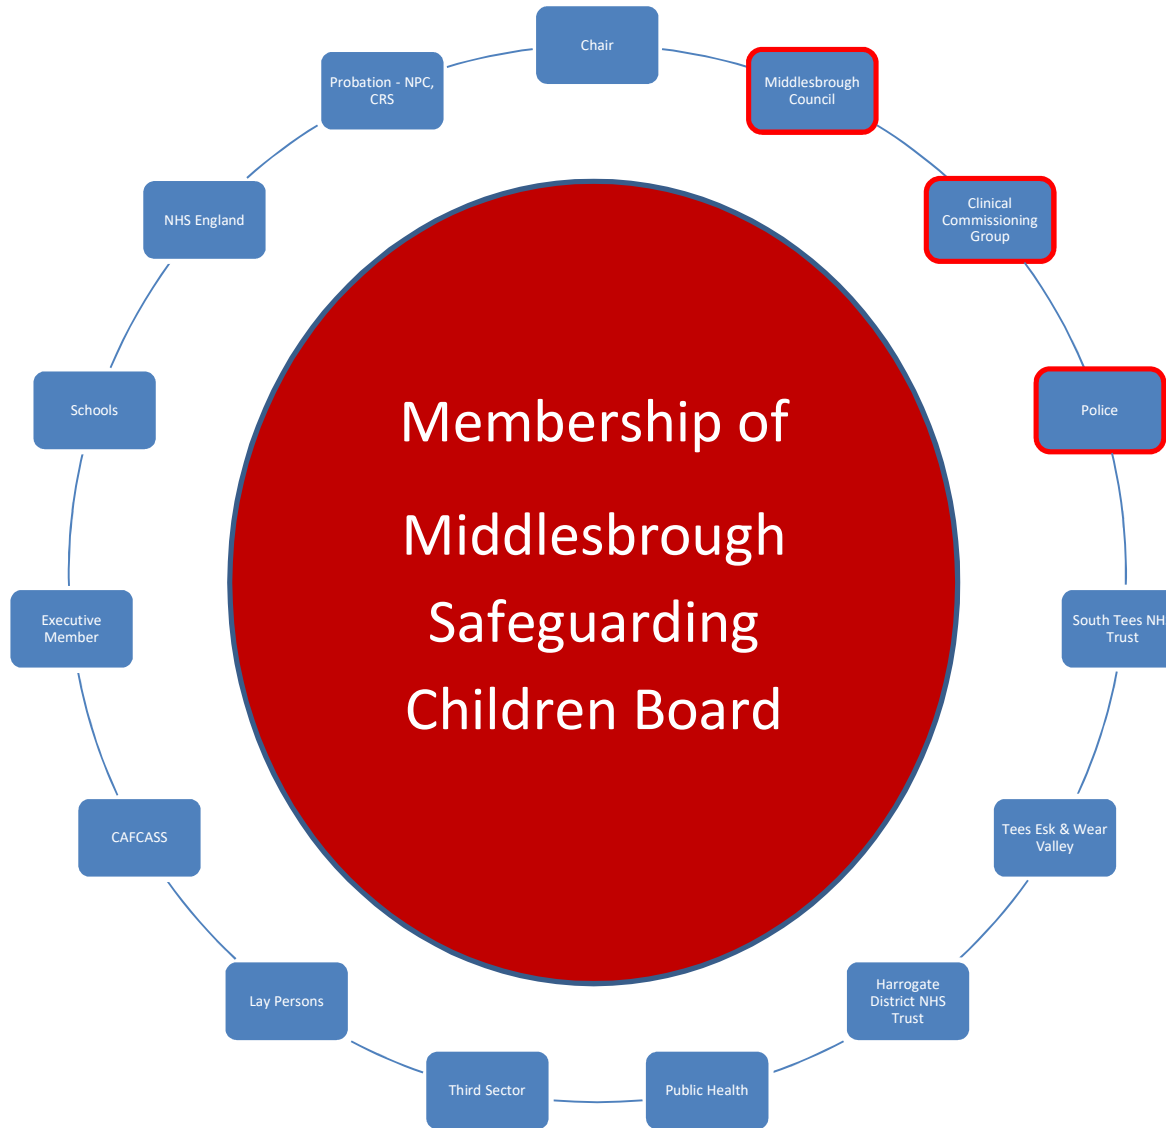 Chair
Middlesbrough
Council
Clinical
Commissioning
Group
Police
South Tees NH
Trust
Tees Esk & Wear
Valley
Harrogate
District NHS
Trust
Public Health
Third Sector
Lay Persons
CAFCASS
Executive
Member
Schools
NHS England
Probation - NPC,
CRS
Membership of
Middlesbrough
Safeguarding
Children Board